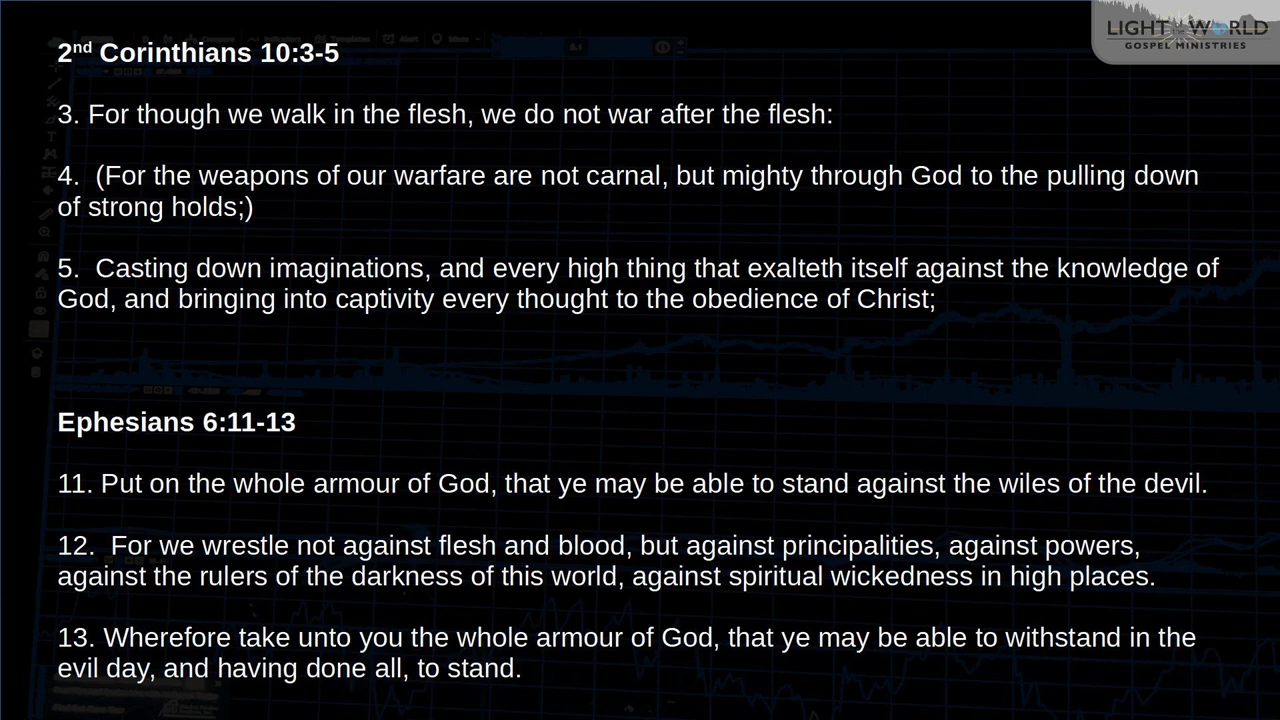 LIGHT of the WORLD
GOSPEL MINISTRIES
2nd Corinthians 10:3-5
3. For though we walk in the flesh, we do not war after the flesh:
4.  (For the weapons of our warfare are not carnal, but mighty through God to the pulling down
of strong holds;)
5.  Casting down imaginations, and every high thing that exalteth itself against the knowledge of
God, and bringing into captivity every thought to the obedience of Christ;
Ephesians 6:11-13
11. Put on the whole armour of God, that ye may be able to stand against the wiles of the devil.
12.  For we wrestle not against flesh and blood, but against principalities, against powers,
against the rulers of the darkness of this world, against spiritual wickedness in high places.
13. Wherefore take unto you the whole armour of God, that ye may be able to withstand in the
evil day, and having done all, to stand.